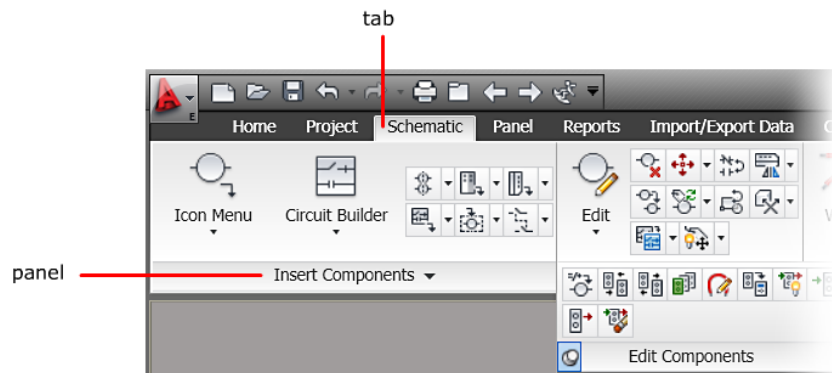 tab
E
Home Project Schematic Panel Reports Import/Export Data
Icon Menu Circuit Builder Edit
panel
Insert Components
Edit Components